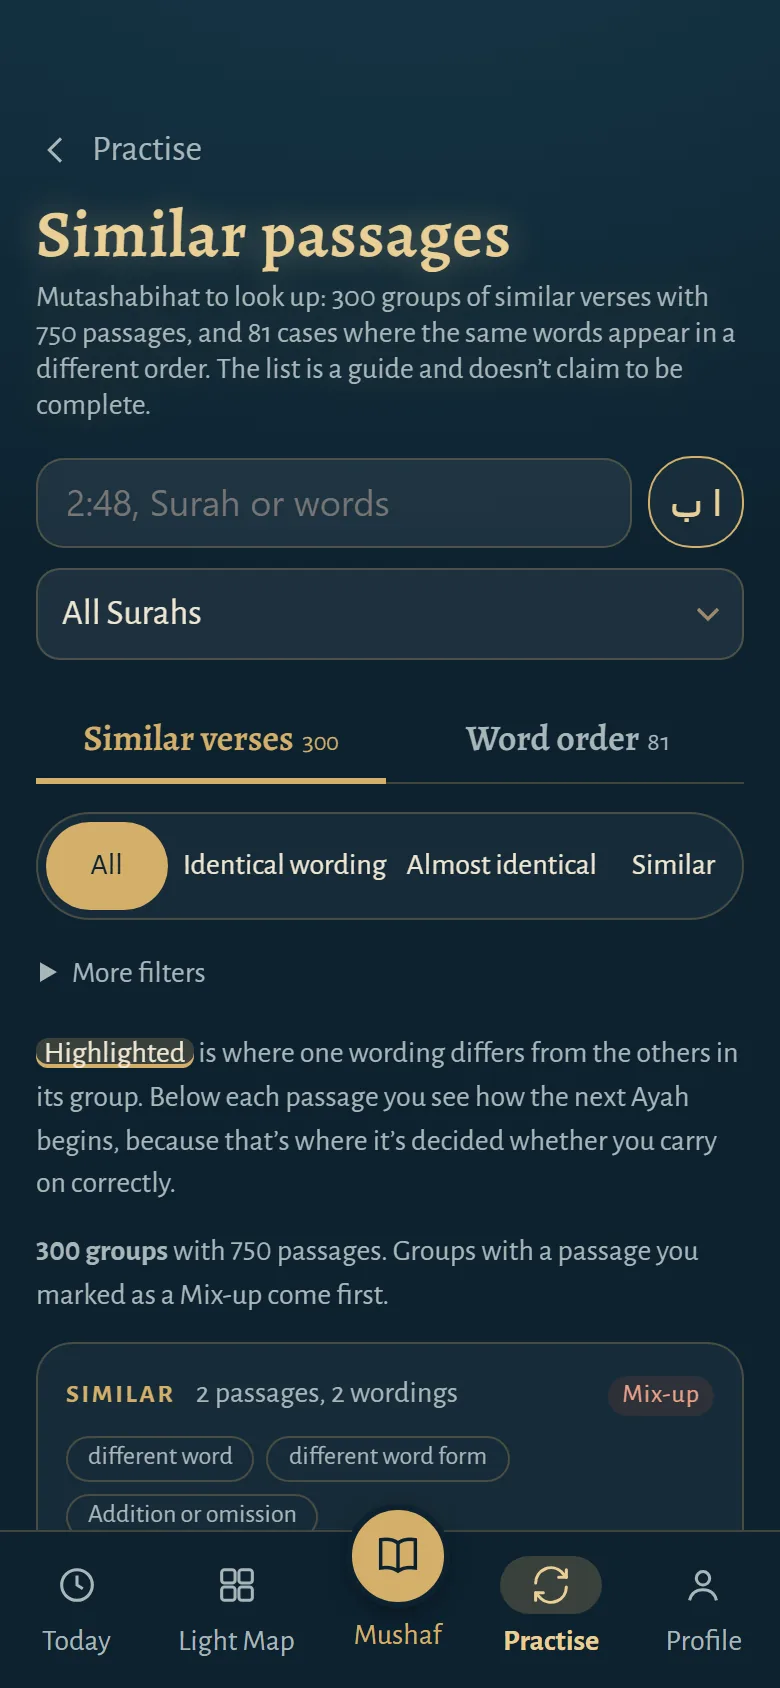 Practise
Similar passages
Mutashabihat to look up: 300 groups of similar verses with
750 passages, and 81 cases where the same words appear in a
different order. The list is a guide and doesn’t claim to be
complete.
2:48, Surah or words
ا ب
All Surahs
Similar verses 300
Word order 81
All
Identical wording
Almost identical
Similar
More filters
Highlighted is where one wording differs from the others in
its group. Below each passage you see how the next Ayah
begins, because that’s where it’s decided whether you carry
on correctly.
300 groups with 750 passages. Groups with a passage you
marked as a Mix-up come first.
SIMILAR 2 passages, 2 wordings
Mix-up
different word
different word form
Addition or omission
Today
Light Map
Mushaf
Practise
Profile